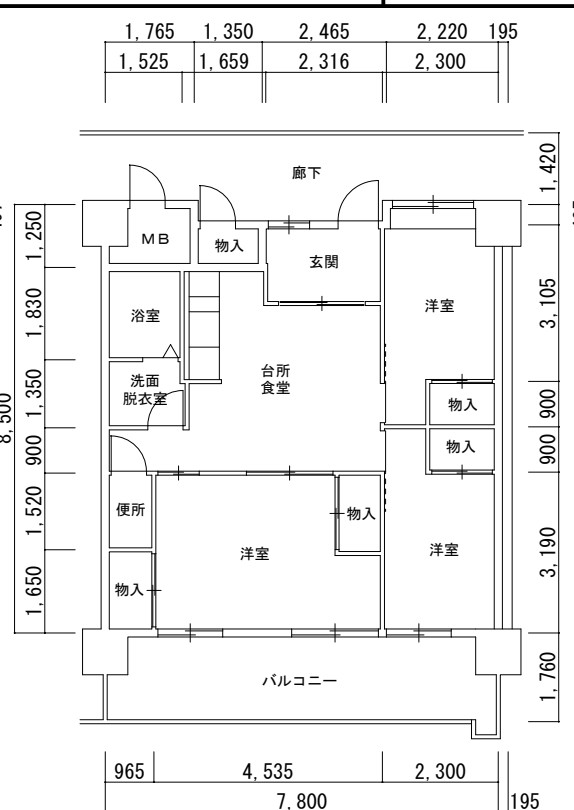 1,765 1,350 2,465 2,220 195
1,525 1,659 2,316 2,300
廊下
1,420
MB
物入
玄関
1,250
浴室
洋室
1,830
3,105
台所
食堂
洗面
脱衣室
1,350
8,500
物入
900
900
物入
900
便所
物入
1,520
洋室
洋室
3,190
物入
1,650
バルコニー
1,760
965 4,535 2,300
7,800 195